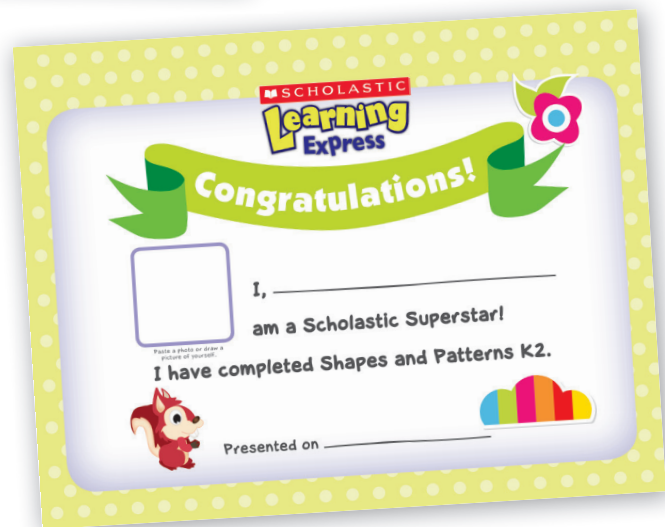 SCHOLASTIC
Learning
Express
Congratulations!
I,
am a Scholastic Superstar!
Paste a photo or draw a
picture of yourself.
I have completed Shapes and Patterns K2.
Presented on